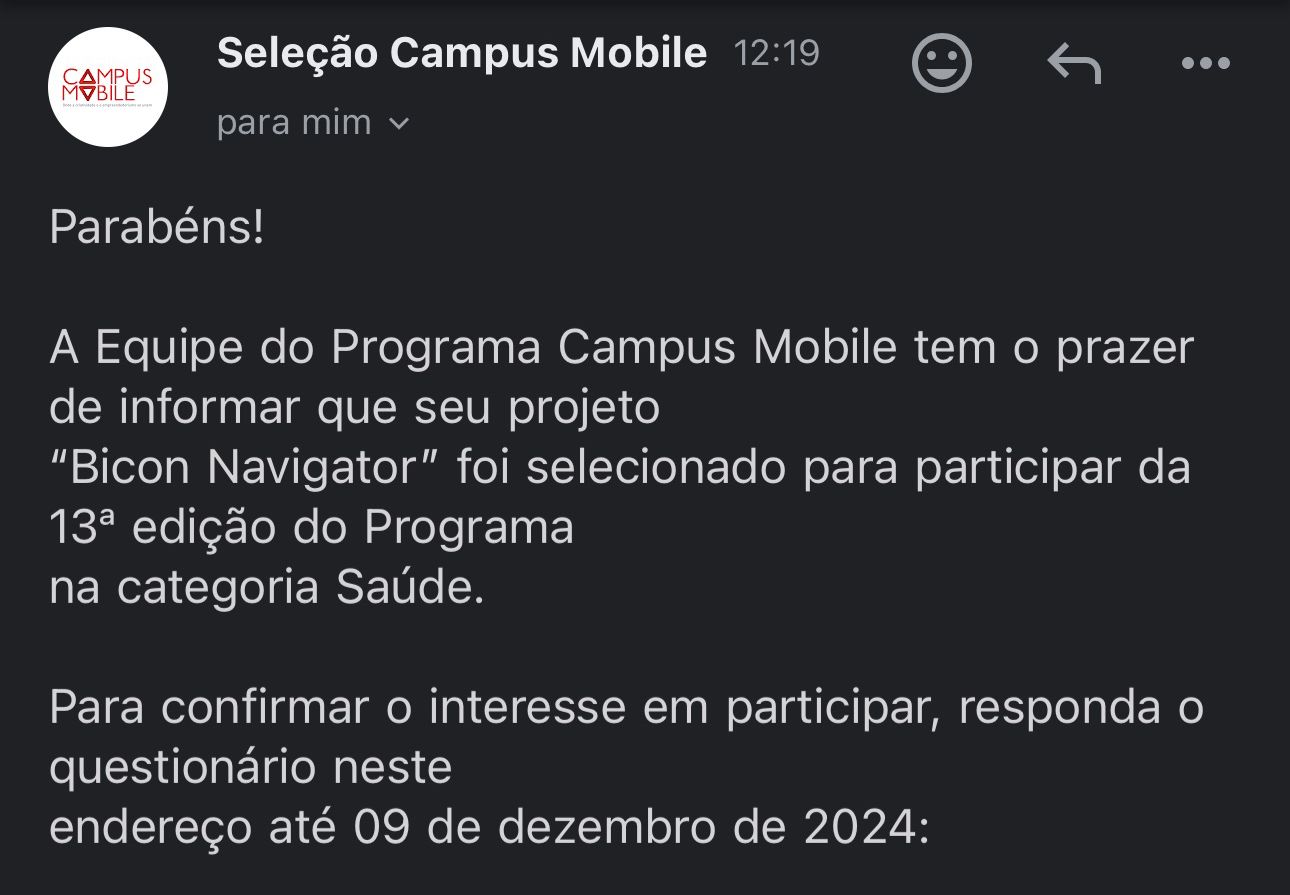 CAMPUS
MOBILE
Seleção Campus Mobile 12:19
para mim
Parabéns!
A Equipe do Programa Campus Mobile tem o prazer
de informar que seu projeto
“Bicon Navigator” foi selecionado para participar da
13ª edição do Programa
na categoria Saúde.
Para confirmar o interesse em participar, responda o
questionário neste
endereço até 09 de dezembro de 2024: